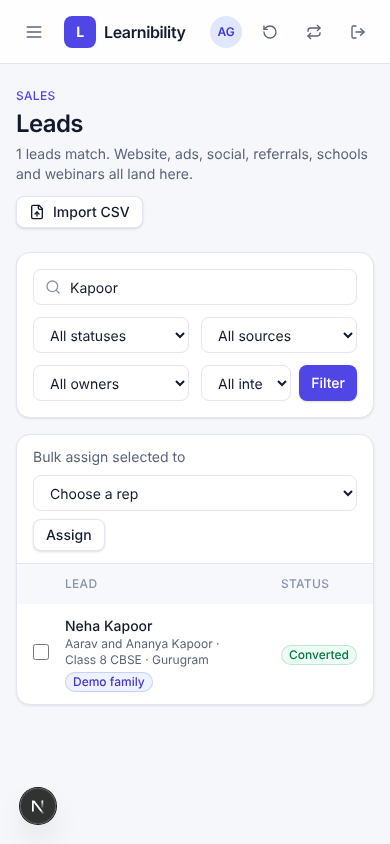 L Learnibility AG
SALES
Leads
1 leads match. Website, ads, social, referrals, schools
and webinars all land here.
Import CSV
Kapoor
All statuses All sources
All owners All inte Filter
Bulk assign selected to
Choose a rep
Assign
LEAD STATUS
Neha Kapoor
Aarav and Ananya Kapoor ·
Class 8 CBSE · Gurugram
Demo family
Converted
N